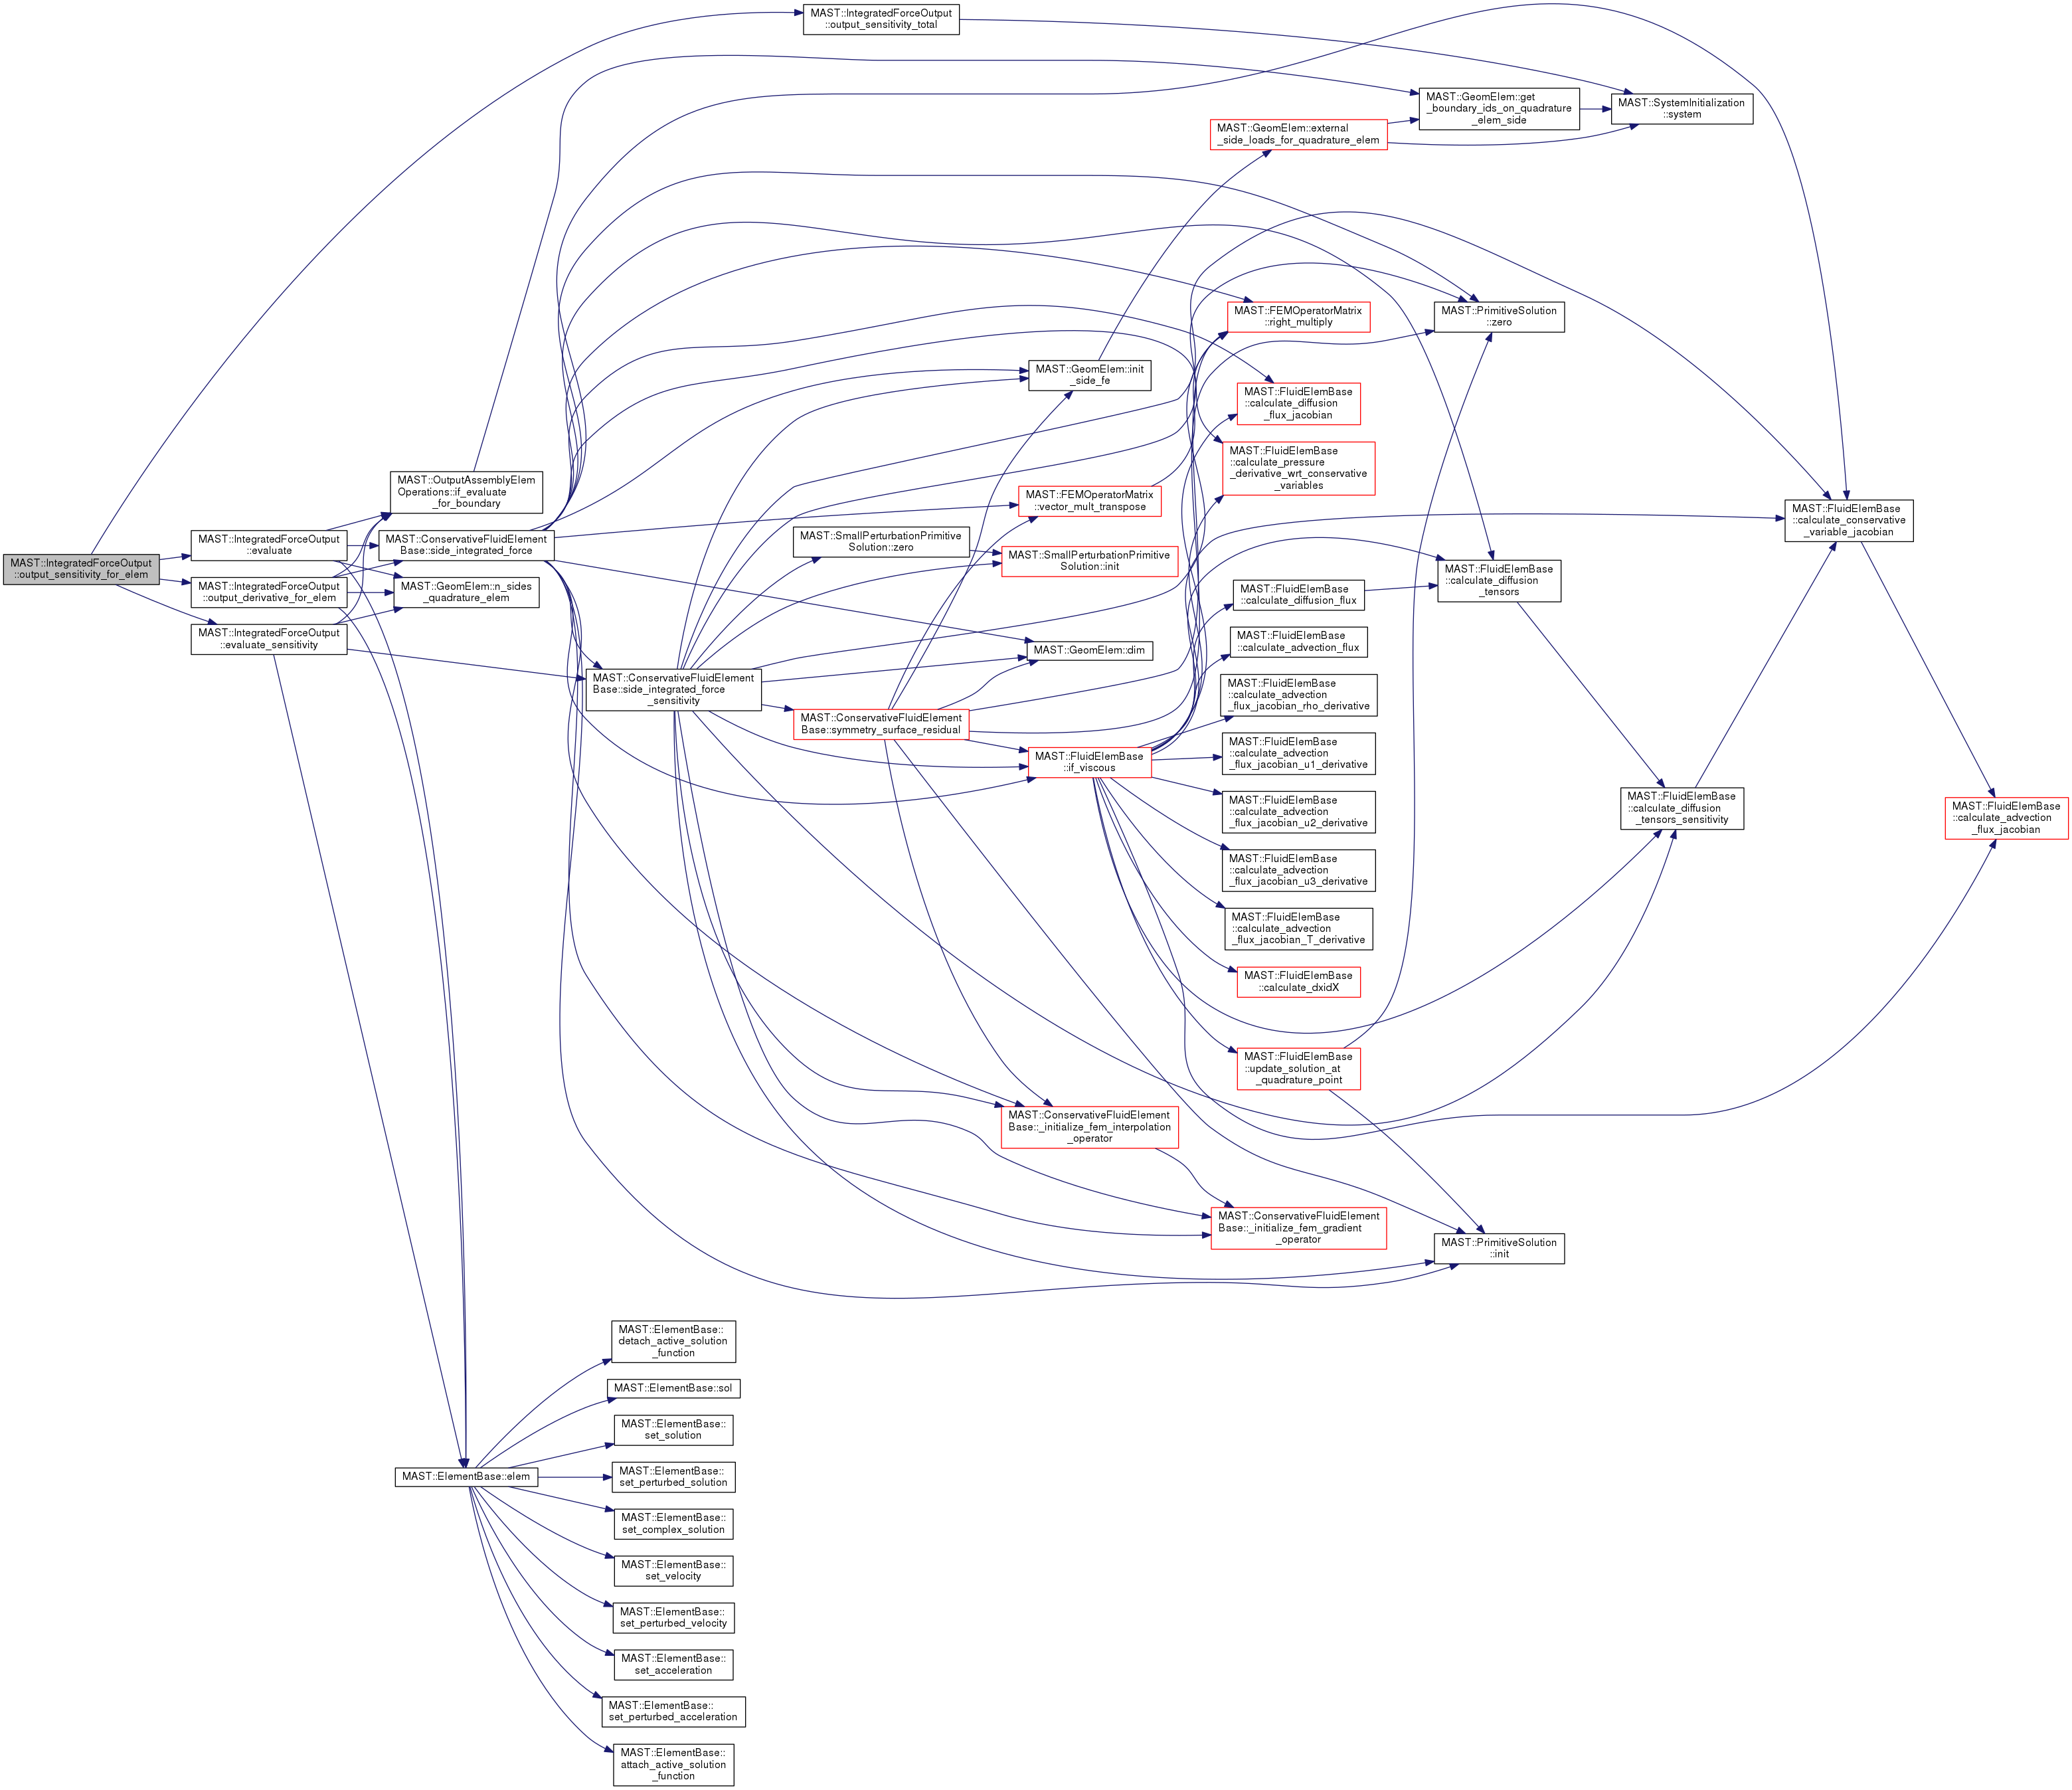 MAST::IntegratedForceOutput
::output_sensitivity_for_elem
MAST::IntegratedForceOutput
::output_sensitivity_total
MAST::IntegratedForceOutput
::evaluate
MAST::IntegratedForceOutput
::output_derivative_for_elem
MAST::IntegratedForceOutput
::evaluate_sensitivity
MAST::OutputAssemblyElem
Operations::if_evaluate
_for_boundary
MAST::ConservativeFluidElement
Base::side_integrated_force
MAST::GeomElem::n_sides
_quadrature_elem
MAST::ElementBase::elem
MAST::ConservativeFluidElement
Base::side_integrated_force
_sensitivity
MAST::ElementBase::
detach_active_solution
_function
MAST::ElementBase::sol
MAST::ElementBase::
set_solution
MAST::ElementBase::
set_perturbed_solution
MAST::ElementBase::
set_complex_solution
MAST::ElementBase::
set_velocity
MAST::ElementBase::
set_perturbed_velocity
MAST::ElementBase::
set_acceleration
MAST::ElementBase::
set_perturbed_acceleration
MAST::ElementBase::
attach_active_solution
_function
MAST::SmallPerturbationPrimitive
Solution::zero
MAST::ConservativeFluidElement
Base::symmetry_surface_residual
MAST::GeomElem::init
_side_fe
MAST::FEMOperatorMatrix
::vector_mult_transpose
MAST::SmallPerturbationPrimitive
Solution::init
MAST::GeomElem::dim
MAST::FluidElemBase
::if_viscous
MAST::ConservativeFluidElement
Base::_initialize_fem_interpolation
_operator
MAST::GeomElem::external
_side_loads_for_quadrature_elem
MAST::FEMOperatorMatrix
::right_multiply
MAST::FluidElemBase
::calculate_diffusion
_flux_jacobian
MAST::FluidElemBase
::calculate_pressure
_derivative_wrt_conservative
_variables
MAST::FluidElemBase
::calculate_diffusion_flux
MAST::FluidElemBase
::calculate_advection_flux
MAST::FluidElemBase
::calculate_advection
_flux_jacobian_rho_derivative
MAST::FluidElemBase
::calculate_advection
_flux_jacobian_u1_derivative
MAST::FluidElemBase
::calculate_advection
_flux_jacobian_u2_derivative
MAST::FluidElemBase
::calculate_advection
_flux_jacobian_u3_derivative
MAST::FluidElemBase
::calculate_advection
_flux_jacobian_T_derivative
MAST::FluidElemBase
::calculate_dxidX
MAST::FluidElemBase
::update_solution_at
_quadrature_point
MAST::ConservativeFluidElement
Base::_initialize_fem_gradient
_operator
MAST::GeomElem::get
_boundary_ids_on_quadrature
_elem_side
MAST::PrimitiveSolution
::zero
MAST::FluidElemBase
::calculate_diffusion
_tensors
MAST::PrimitiveSolution
::init
MAST::SystemInitialization
::system
MAST::FluidElemBase
::calculate_diffusion
_tensors_sensitivity
MAST::FluidElemBase
::calculate_conservative
_variable_jacobian
MAST::FluidElemBase
::calculate_advection
_flux_jacobian